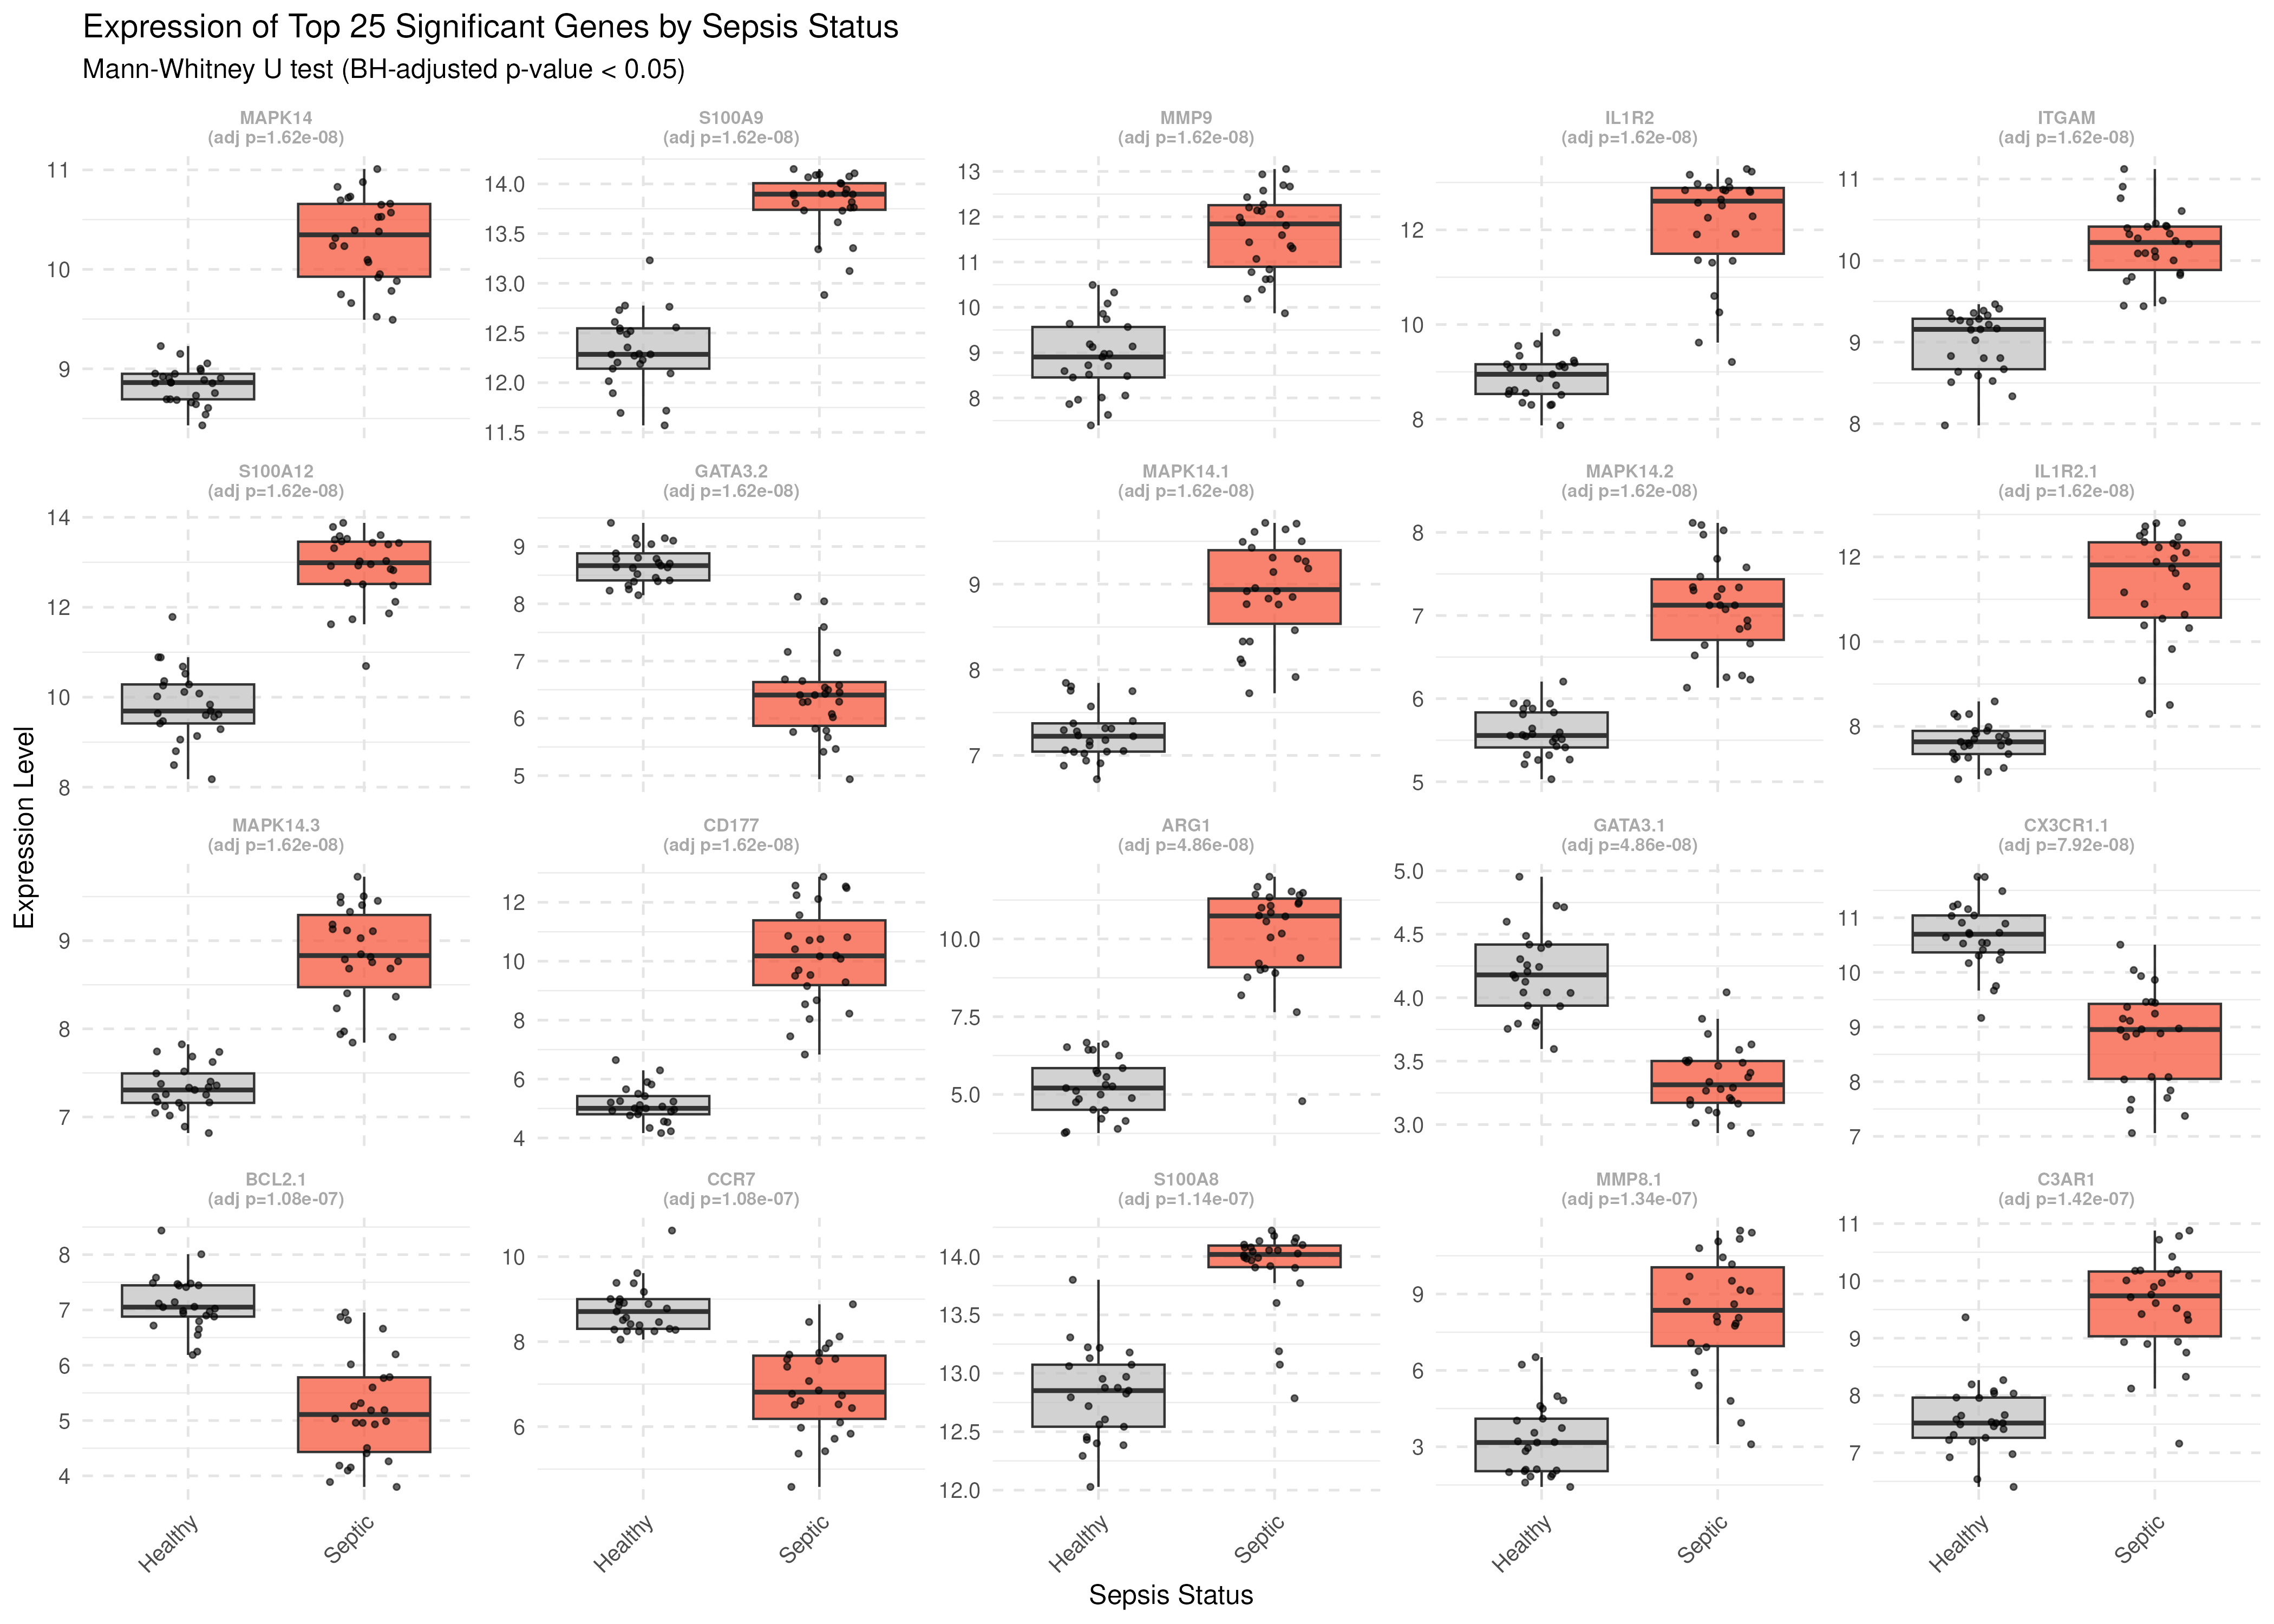 Expression of Top 25 Significant Genes by Sepsis Status
Mann-Whitney U test (BH-adjusted p-value < 0.05)
Expression Level
MAPK14
(adj p=1.62e-08)
11
10
9
S100A9
(adj p=1.62e-08)
14.0
13.5
13.0
12.5
12.0
11.5
MMP9
(adj p=1.62e-08)
13
12
11
10
9
8
IL1R2
(adj p=1.62e-08)
12
10
8
ITGAM
(adj p=1.62e-08)
11
10
9
8
S100A12
(adj p=1.62e-08)
14
12
10
8
GATA3.2
(adj p=1.62e-08)
9
8
7
6
5
MAPK14.1
(adj p=1.62e-08)
9
8
7
MAPK14.2
(adj p=1.62e-08)
8
7
6
5
IL1R2.1
(adj p=1.62e-08)
12
10
8
MAPK14.3
(adj p=1.62e-08)
9
8
7
CD177
(adj p=1.62e-08)
12
10
8
6
4
ARG1
(adj p=4.86e-08)
10.0
7.5
5.0
GATA3.1
(adj p=4.86e-08)
5.0
4.5
4.0
3.5
3.0
CX3CR1.1
(adj p=7.92e-08)
11
10
9
8
7
BCL2.1
(adj p=1.08e-07)
8
7
6
5
4
CCR7
(adj p=1.08e-07)
10
8
6
S100A8
(adj p=1.14e-07)
14.0
13.5
13.0
12.5
12.0
MMP8.1
(adj p=1.34e-07)
9
6
3
C3AR1
(adj p=1.42e-07)
11
10
9
8
7
Healthy
Septic
Healthy
Septic
Healthy
Septic
Healthy
Septic
Healthy
Septic
Sepsis Status